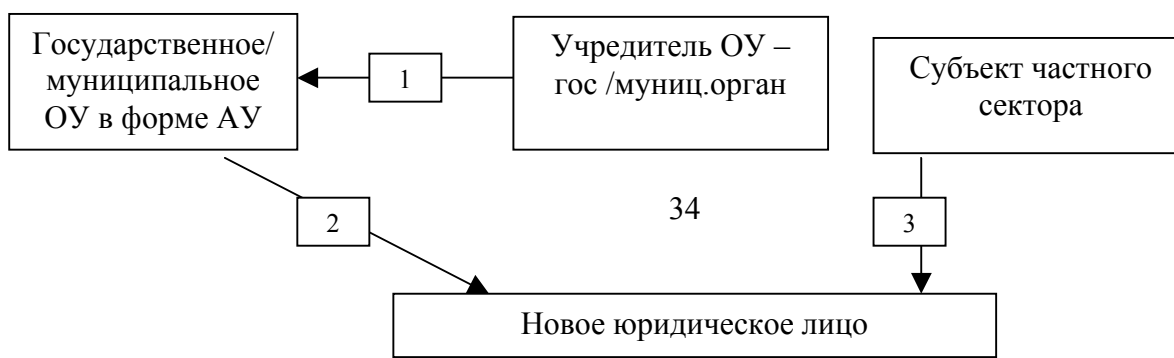 Государственное/
муниципальное
ОУ в форме АУ
1
Учредитель ОУ –
гос /муниц.орган
Субъект частного
сектора
2
34
3
Новое юридическое лицо